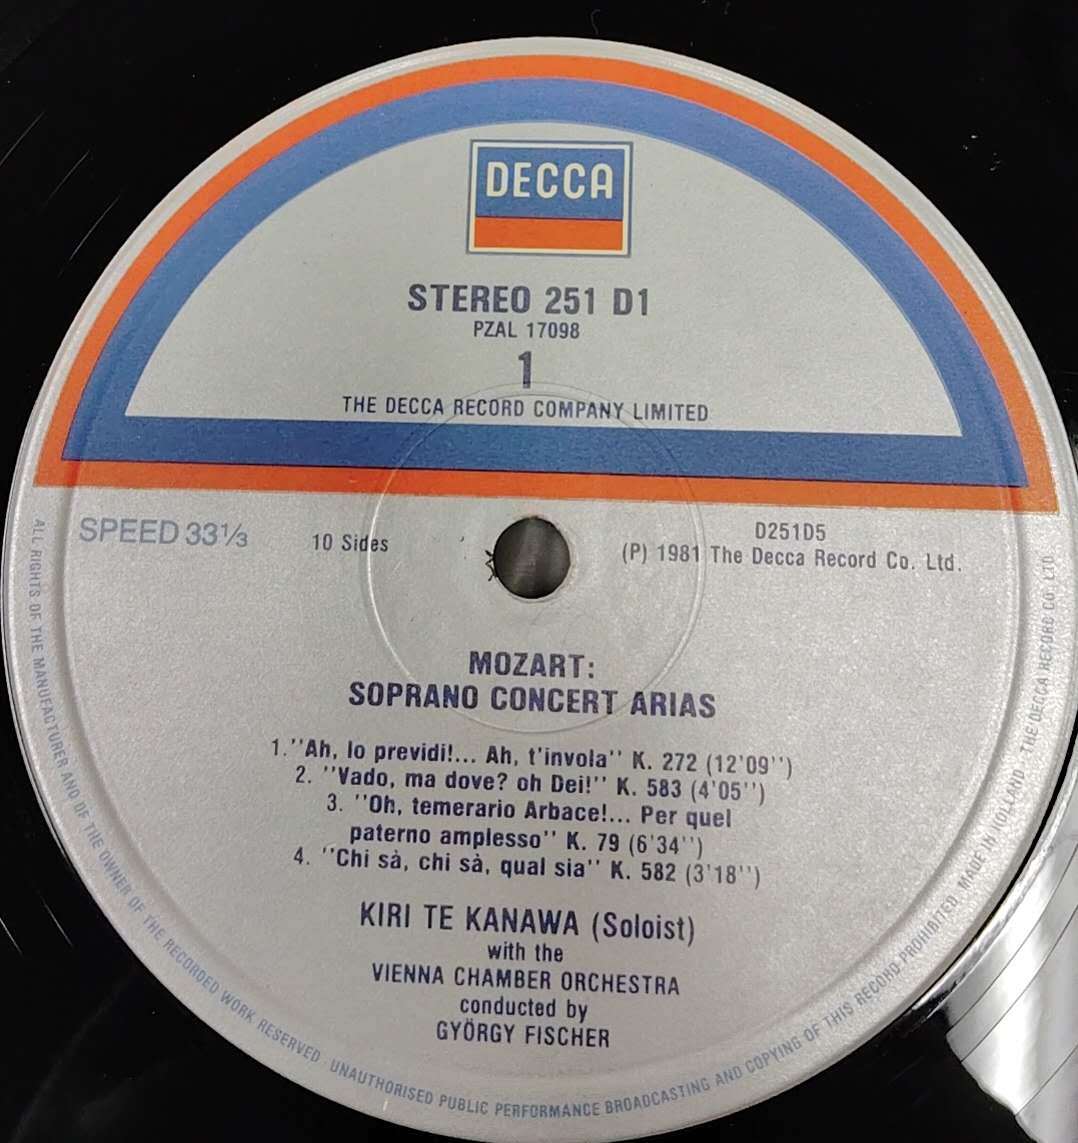 DECCA
STEREO 251 D1
PZAL 17098
1
THE DECCA RECORD COMPANY LIMITED
SPEED 33⅓
10 Sides
D251D5
(P) 1981 The Decca Record Co. Ltd.
MOZART:
SOPRANO CONCERT ARIAS
1.''Ah, lo previdi!... Ah, t'invola'' K. 272 (12'09'')
2. ''Vado, ma dove? oh Dei!'' K. 583 (4'05'')
3. ''Oh, temerario Arbace!... Per quel
paterno amplesso'' K. 79 (6'34'')
4. ''Chi sà, chi sà, qual sia'' K. 582 (3'18'')
KIRI TE KANAWA (Soloist)
with the
VIENNA CHAMBER ORCHESTRA
conducted by
GYÖRGY FISCHER
ALL RIGHTS OF THE MANUFACTURER AND OF THE OWNER OF THE RECORDED WORK RESERVED · UNAUTHORISED PUBLIC PERFORMANCE BROADCASTING AND COPYING OF THIS RECORD PROHIBITED. MADE IN HOLLAND THE DECCA RECORD CO. LTD.